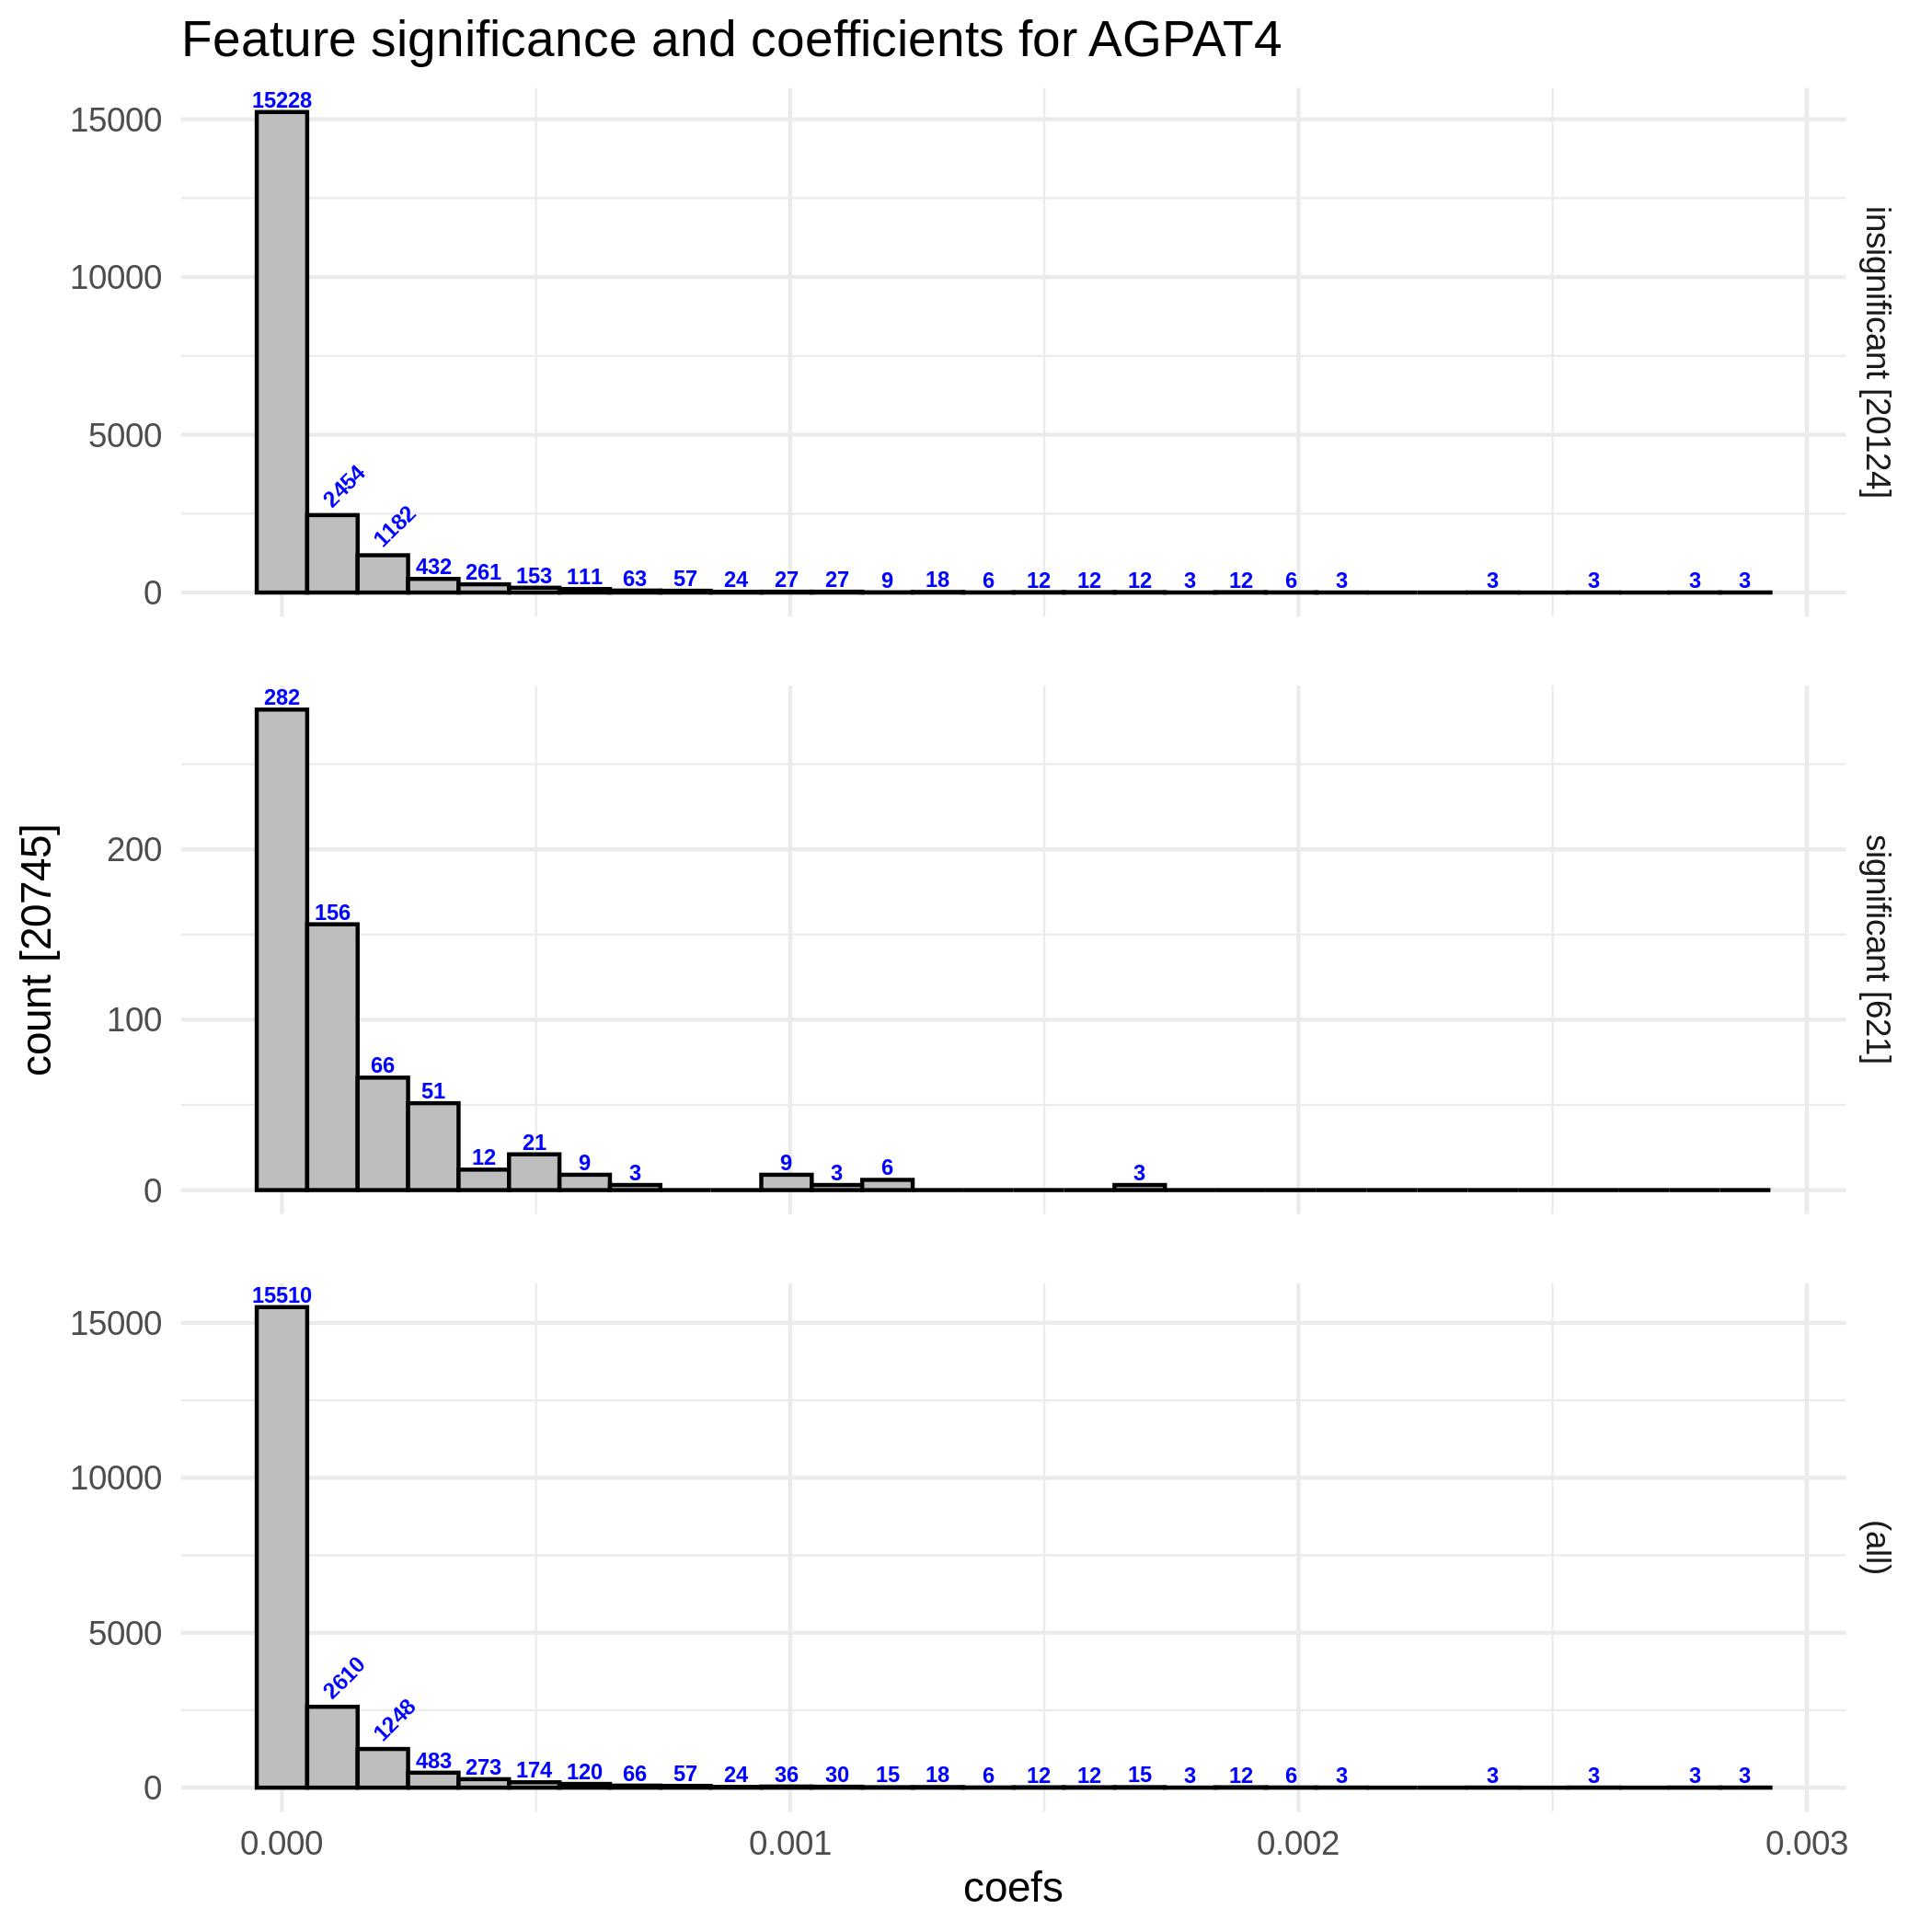 Feature significance and coefficients for AGPAT4
15228
15000
10000
5000
0
2454
1182
432 261 153 111 63 57 24 27 27 9 18 6 12 12 12 3 12 6 3 3 3 3 3
insignificant [20124]
282
200
100
0
156
66
51
12 21 9 3 9 3 6 3
significant [621]
count [20745]
15510
15000
10000
5000
0
2610
1248
483 273 174 120 66 57 24 36 30 15 18 6 12 12 15 3 12 6 3 3 3 3 3
(all)
0.000 0.001 0.002 0.003
coefs